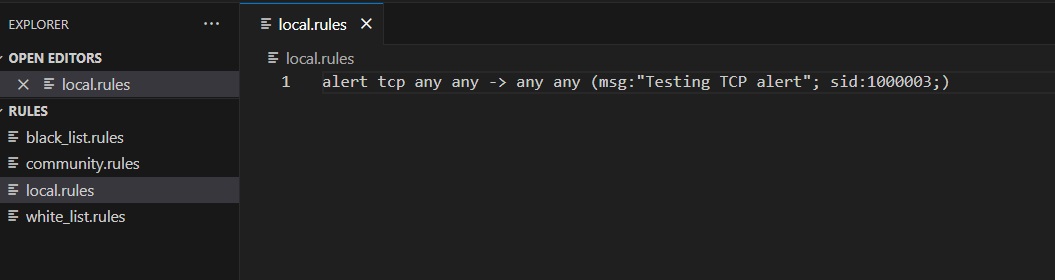 EXPLORER
···
OPEN EDITORS
local.rules
RULES
black_list.rules
community.rules
local.rules
white_list.rules
local.rules
local.rules
1 alert tcp any any -> any any (msg:"Testing TCP alert"; sid:1000003;)